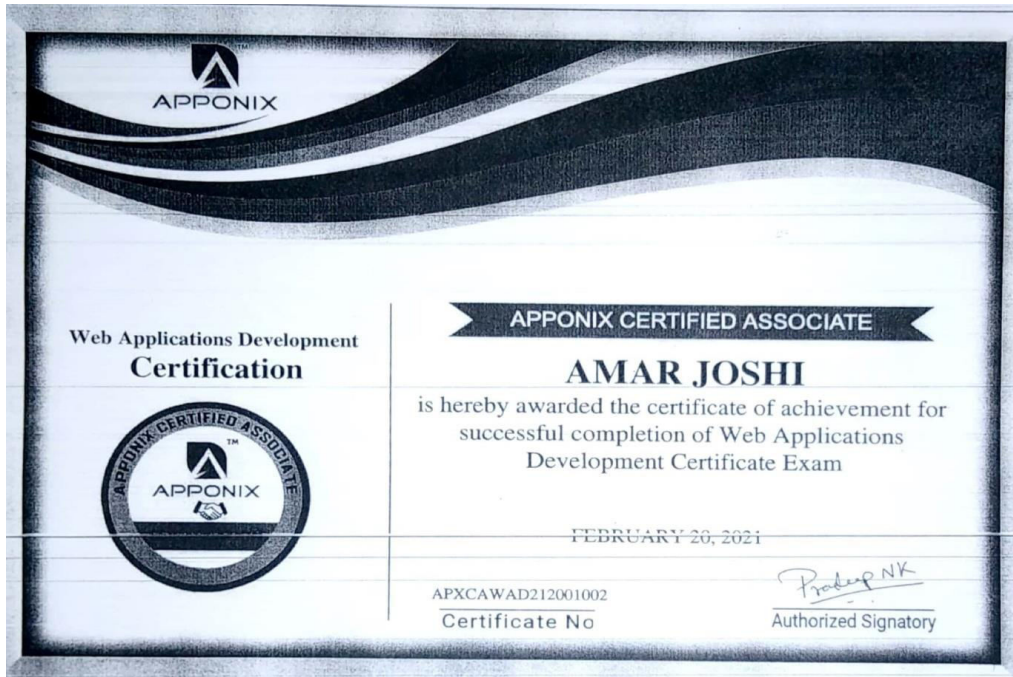 TM
APPONIX
Web Applications Development
Certification
APPONIX CERTIFIED ASSOCIATE
TM
APPONIX
APPONIX CERTIFIED ASSOCIATE
AMAR JOSHI
is hereby awarded the certificate of achievement for
successful completion of Web Applications
Development Certificate Exam
FEBRUARY 20, 2021
APXCAWAD212001002
Certificate No
Pradeep NK
Authorized Signatory